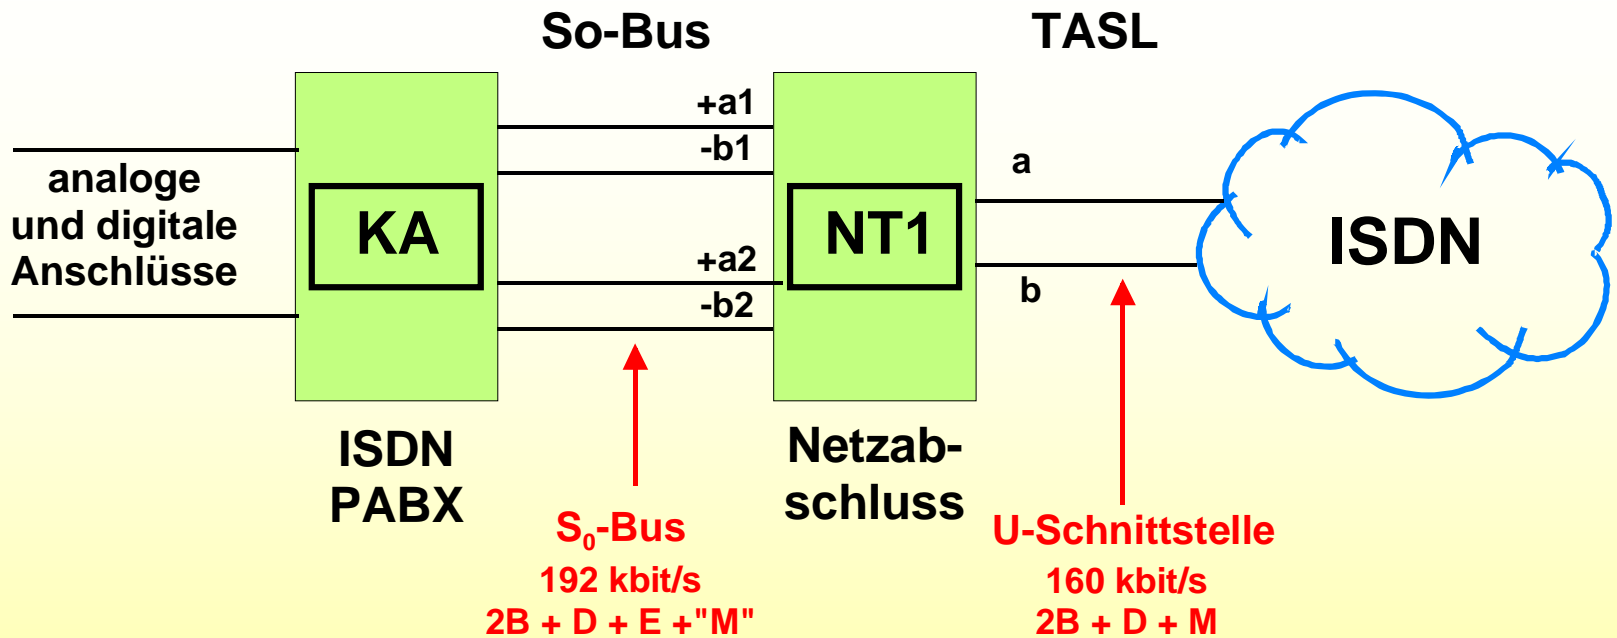 So-Bus
TASL
+a1
-b1
analoge
und digitale
Anschlüsse
KA
+a2
-b2
NT1
a
b
ISDN
ISDN
PABX
Netzab-
schluss
S₀-Bus
192 kbit/s
2B + D + E +"M"
U-Schnittstelle
160 kbit/s
2B + D + M